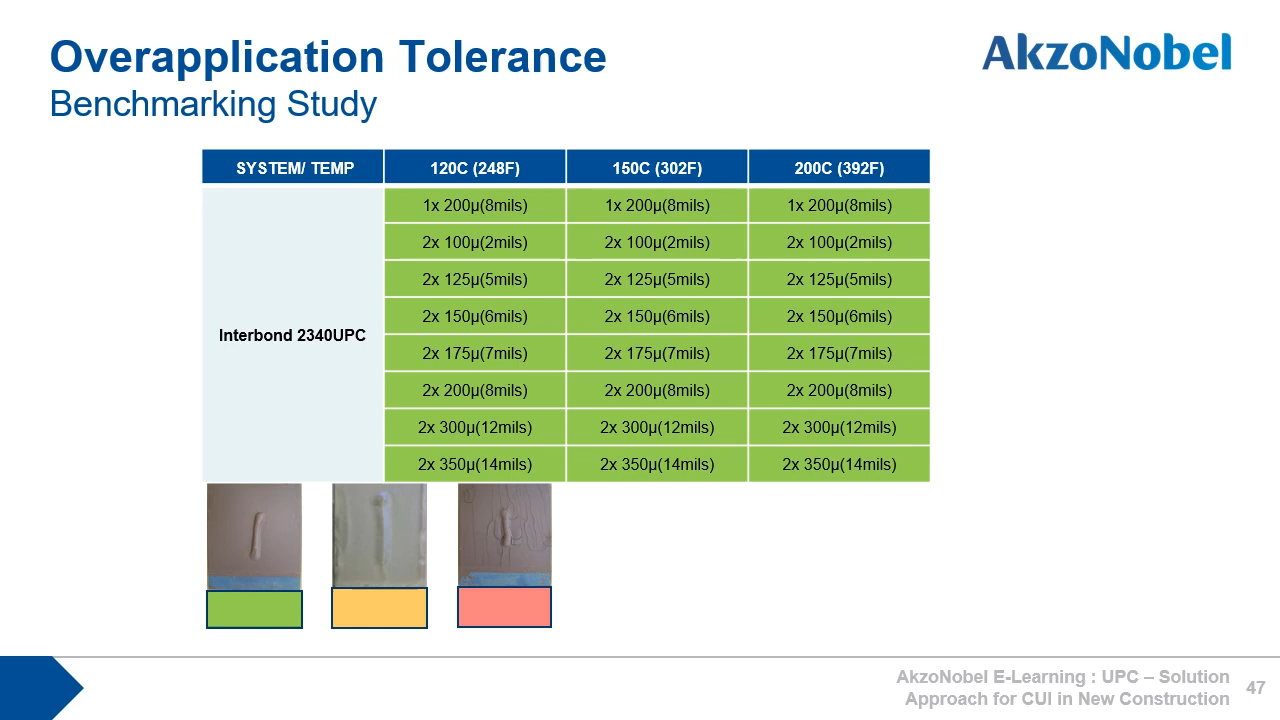 Overapplication Tolerance
Benchmarking Study
AkzoNobel
SYSTEM/ TEMP 120C (248F) 150C (302F) 200C (392F)
Interbond 2340UPC
1x 200µ(8mils) 1x 200µ(8mils) 1x 200µ(8mils)
2x 100µ(2mils) 2x 100µ(2mils) 2x 100µ(2mils)
2x 125µ(5mils) 2x 125µ(5mils) 2x 125µ(5mils)
2x 150µ(6mils) 2x 150µ(6mils) 2x 150µ(6mils)
2x 175µ(7mils) 2x 175µ(7mils) 2x 175µ(7mils)
2x 200µ(8mils) 2x 200µ(8mils) 2x 200µ(8mils)
2x 300µ(12mils) 2x 300µ(12mils) 2x 300µ(12mils)
2x 350µ(14mils) 2x 350µ(14mils) 2x 350µ(14mils)
AkzoNobel E-Learning : UPC – Solution
Approach for CUI in New Construction
47